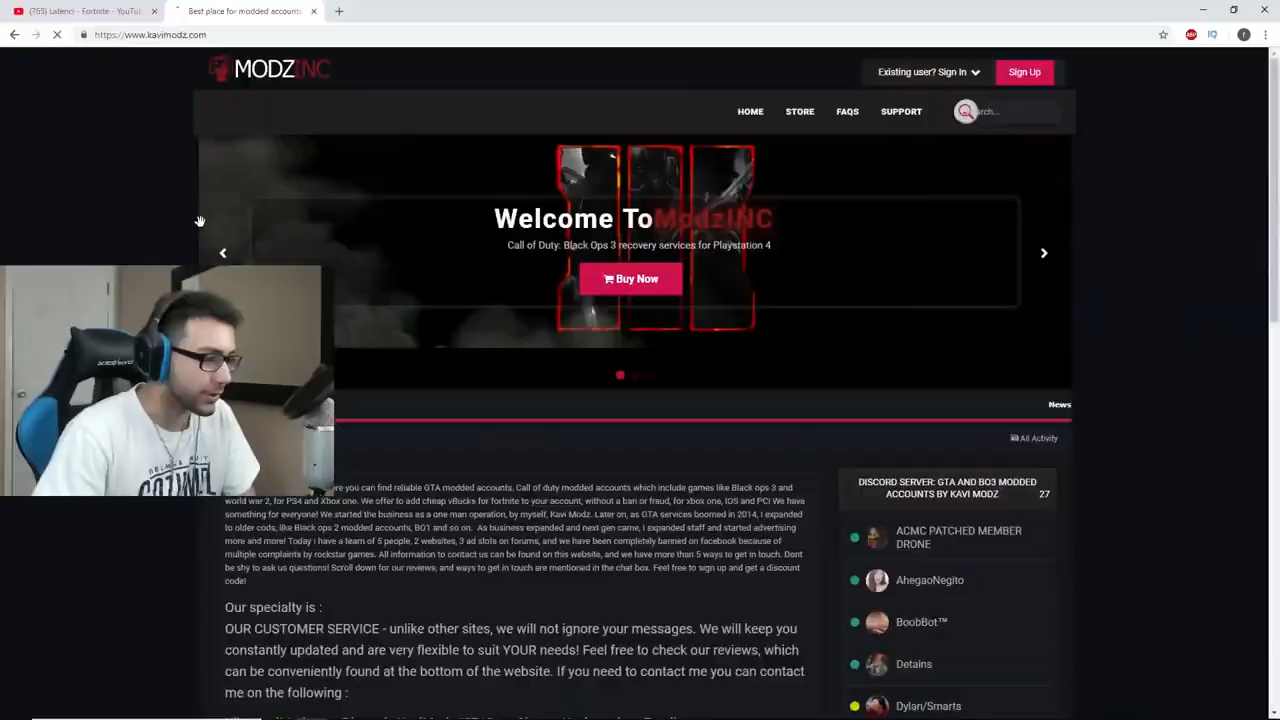 (765) Latenci - Fortnite - YouTu
Best place for modded accounts
https://www.kavimodz.com
MODZINC
Existing user? Sign In
Sign Up
HOME
STORE
FAQS
SUPPORT
Welcome To ModzINC
Call of Duty: Black Ops 3 recovery services for Playstation 4
Buy Now
News
All Activity
you can find reliable GTA modded accounts. Call of duty modded accounts which include games like Black ops 3 and
world war 2, for PS4 and Xbox one. We offer to add cheap vBucks for fortnite to your account, without a ban or fraud, for xbox one, IOS and PC! We have
something for everyone! We started the business as a one man operation, by myself, Kavi Modz. Later on, as GTA services boomed in 2014, I expanded
to older cods, like Black ops 2 modded accounts, BO1 and so on. As business expanded and next gen came, I expanded staff and started advertising
more and more! Today I have a team of 5 people, 2 websites, 3 ad slots on forums, and we have been completely banned on facebook because of
multiple complaints by rockstar games. All information to contact us can be found on this website, and we have more than 5 ways to get in touch. Dont
be shy to ask us questions! Scroll down for our reviews, and ways to get in touch are mentioned in the chat box. Feel free to sign up and get a discount
code!
Our specialty is :
OUR CUSTOMER SERVICE - unlike other sites, we will not ignore your messages. We will keep you
constantly updated and are very flexible to suit YOUR needs! Feel free to check our reviews, which
can be conveniently found at the bottom of the website. If you need to contact me you can contact
me on the following :
DISCORD SERVER: GTA AND BO3 MODDED
ACCOUNTS BY KAVI MODZ 27
ACMC PATCHED MEMBER
DRONE
AhegaoNegito
BoobBot™
Detains
Dylan/Smarts